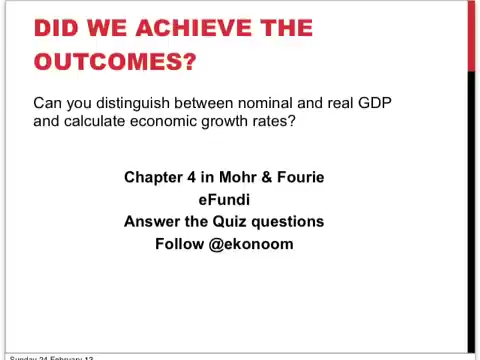 DID WE ACHIEVE THE
OUTCOMES?
Can you distinguish between nominal and real GDP
and calculate economic growth rates?
Chapter 4 in Mohr & Fourie
eFundi
Answer the Quiz questions
Follow @ekonoom
Sunday 24 February 13